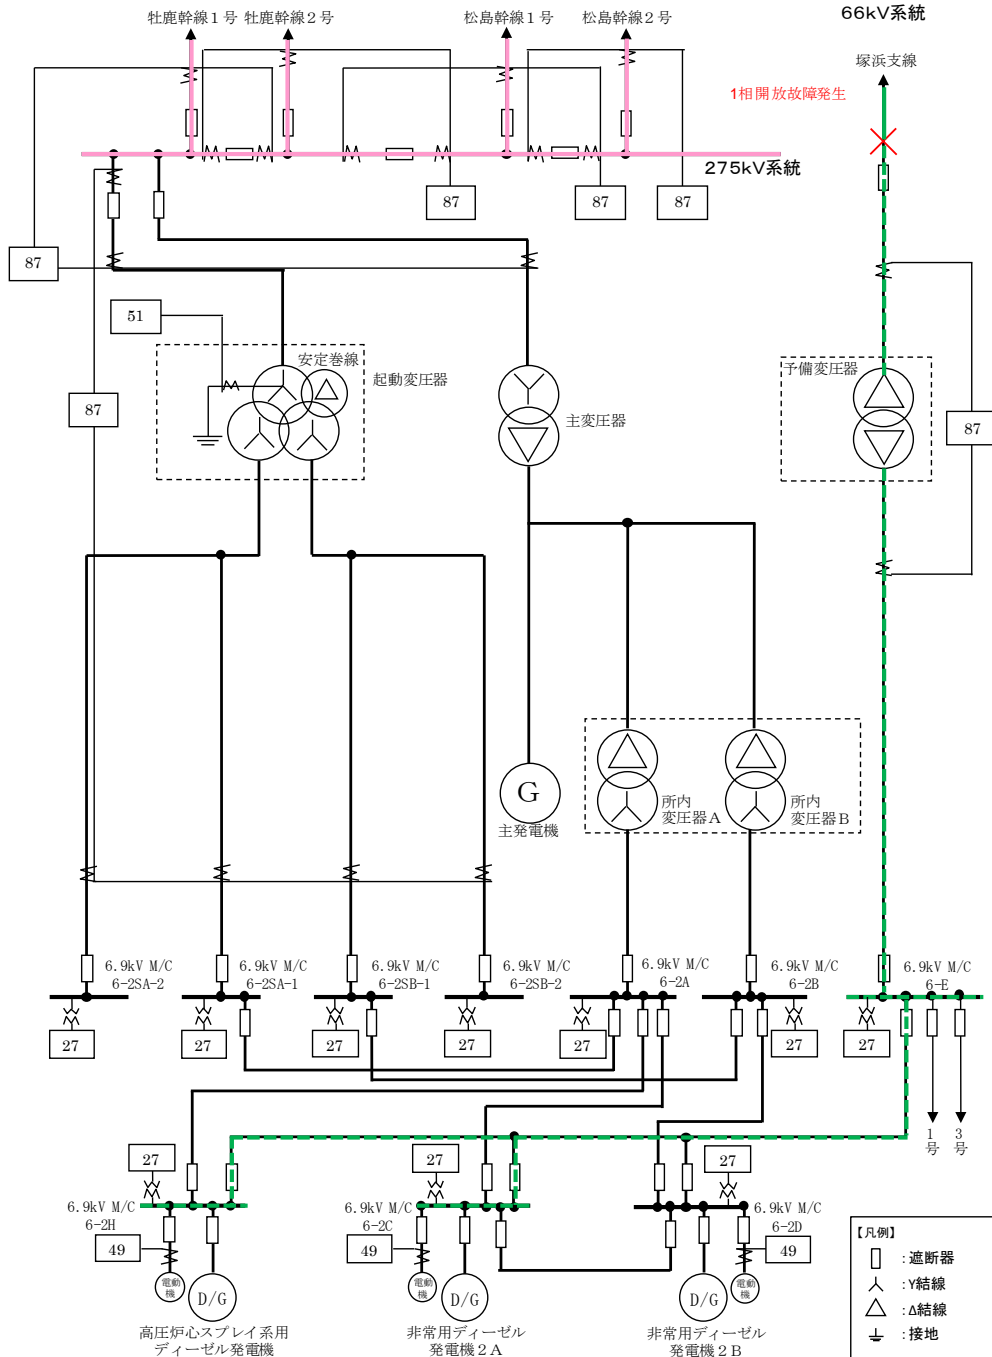 牡鹿幹線1号
牡鹿幹線2号
松島幹線1号
松島幹線2号
66kV系統
塚浜支線
1相開放故障発生
275kV系統
87
87
87
87
51
安定巻線
起動変圧器
予備変圧器
87
主変圧器
87
G
主発電機
所内
変圧器A
所内
変圧器B
6.9kV M/C
6-2SA-2
6.9kV M/C
6-2SA-1
6.9kV M/C
6-2SB-1
6.9kV M/C
6-2SB-2
6.9kV M/C
6-2A
6.9kV M/C
6-2B
6.9kV M/C
6-E
27
27
27
27
27
27
27
1号
3号
27
27
27
6.9kV M/C
6-2H
6.9kV M/C
6-2C
6.9kV M/C
6-2D
49
49
49
電動機
D/G
電動機
D/G
D/G
電動機
高圧炉心スプレイ系用
ディーゼル発電機
非常用ディーゼル
発電機2A
非常用ディーゼル
発電機2B
【凡例】
:遮断器
:Y結線
:Δ結線
:接地